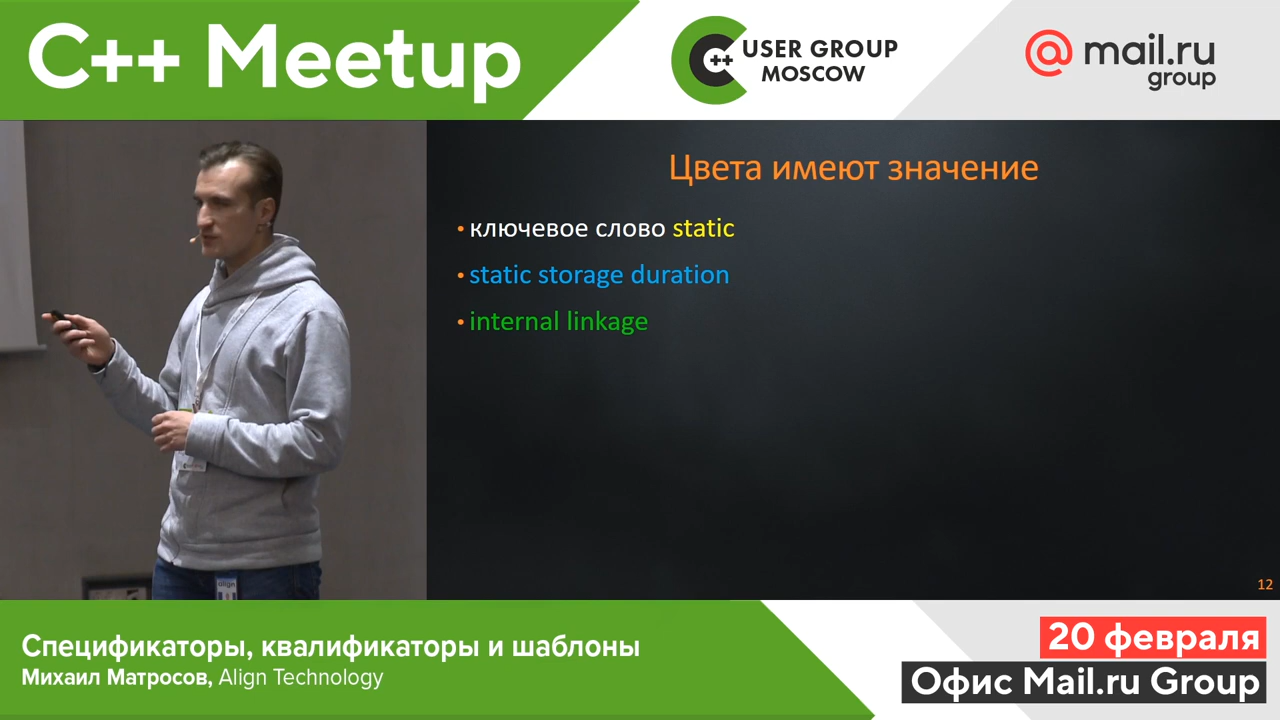 C++ Meetup
C++ USER GROUP
MOSCOW
@mail.ru
group
Цвета имеют значение
• ключевое слово static
• static storage duration
• internal linkage
12
align
Спецификаторы, квалификаторы и шаблоны
Михаил Матросов, Align Technology
20 февраля
Офис Mail.ru Group